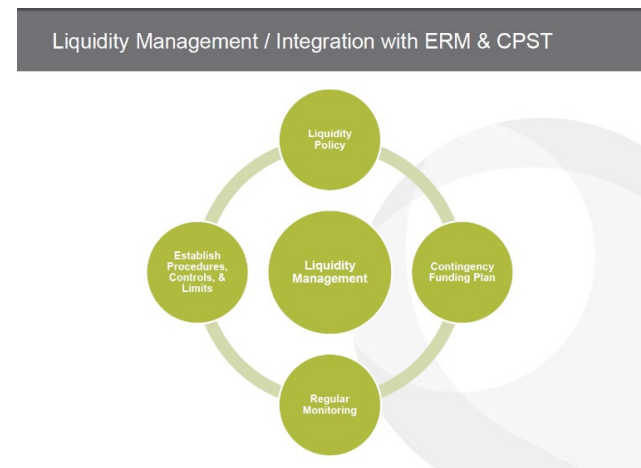 Liquidity Management / Integration with ERM & CPST
Liquidity
Policy
Establish
Procedures,
Controls, &
Limits
Liquidity
Management
Contingency
Funding Plan
Regular
Monitoring